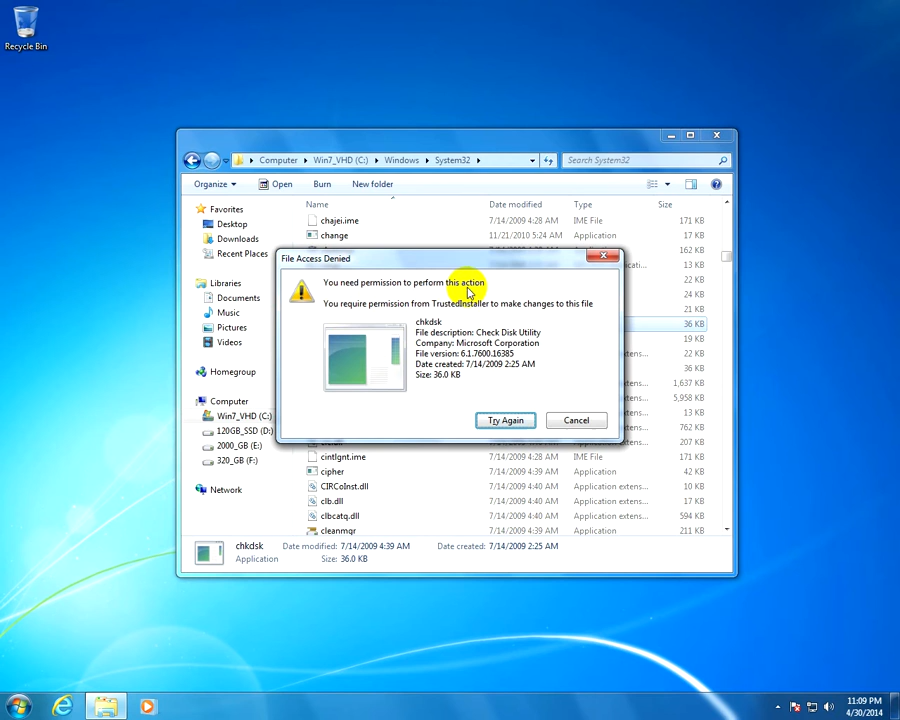 Recycle Bin
Computer Win7_VHD (C:) Windows System32
Search System32
Organize Open Burn New folder
Name Date modified Type Size
Favorites
Desktop
Downloads
Recent Places
Libraries
Documents
Music
Pictures
Videos
Homegroup
Computer
Win7_VHD (C:)
120GB_SSD (D:)
2000_GB (E:)
320_GB (F:)
Network
chajei.ime 7/14/2009 4:28 AM IME File 171 KB
change 11/21/2010 5:24 AM Application 17 KB
162 KB
13 KB
22 KB
24 KB
21 KB
36 KB
19 KB
36 KB
1,637 KB
5,958 KB
13 KB
762 KB
207 KB
File Access Denied
You need permission to perform this action
You require permission from TrustedInstaller to make changes to this file
chkdsk
File description: Check Disk Utility
Company: Microsoft Corporation
File version: 6.1.7600.16385
Date created: 7/14/2009 2:25 AM
Size: 36.0 KB
Try Again Cancel
cintlgnt.ime 7/14/2009 4:28 AM IME File 171 KB
cipher 7/14/2009 4:39 AM Application 42 KB
CIRCoInst.dll 7/14/2009 4:40 AM Application extens... 10 KB
clb.dll 7/14/2009 4:40 AM Application extens... 17 KB
clbcatq.dll 7/14/2009 4:40 AM Application extens... 594 KB
cleanmgr 7/14/2009 4:39 AM Application 211 KB
chkdsk Date modified: 7/14/2009 4:39 AM Date created: 7/14/2009 2:25 AM
Application Size: 36.0 KB
11:09 PM
4/30/2014